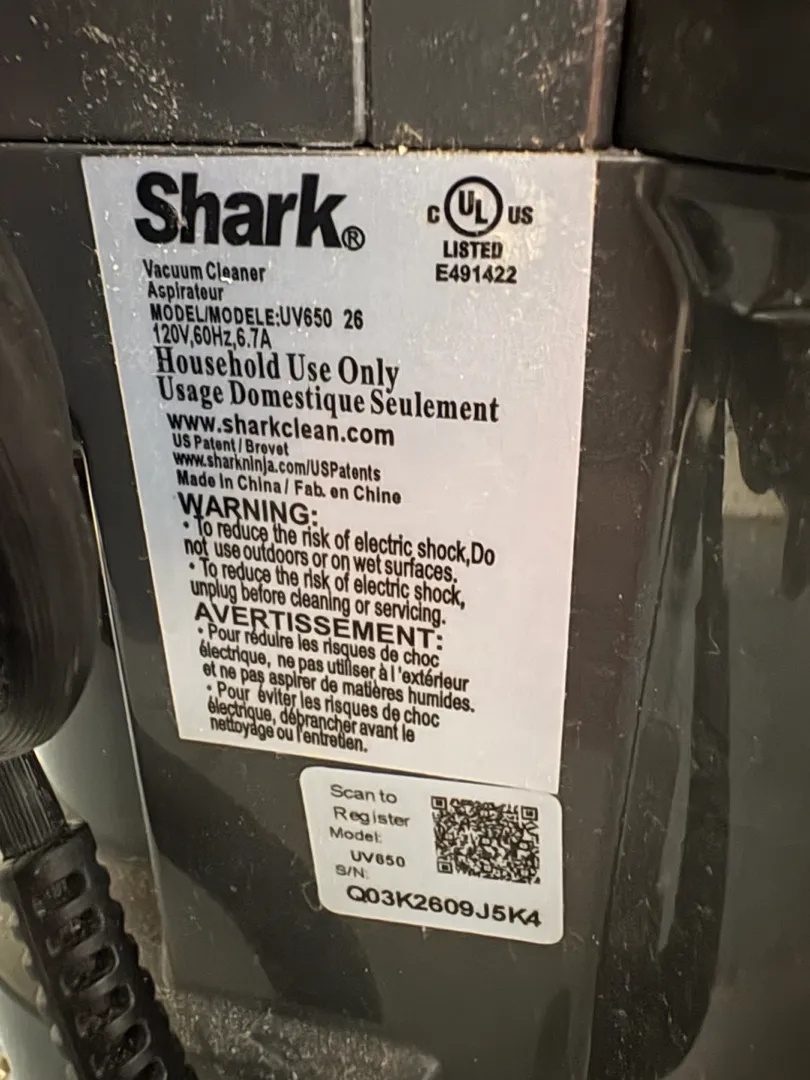 Shark®
C UL US
LISTED
E491422
Vacuum Cleaner
Aspirateur
MODEL/MODELE:UV650 26
120V,60Hz,6.7A
Household Use Only
Usage Domestique Seulement
www.sharkclean.com
US Patent / Brevet
www.sharkninja.com/USPatents
Made in China / Fab. en Chine
WARNING:
• To reduce the risk of electric shock,Do
not use outdoors or on wet surfaces.
• To reduce the risk of electric shock,
unplug before cleaning or servicing.
AVERTISSEMENT:
• Pour réduire les risques de choc
électrique, ne pas utiliser à l'extérieur
et ne pas aspirer de matières humides.
• Pour éviter les risques de choc
électrique, débrancher avant le
nettoyage ou l'entretien.
Scan to
Register
Model:
UV650
S/N:
Q03K2609J5K4